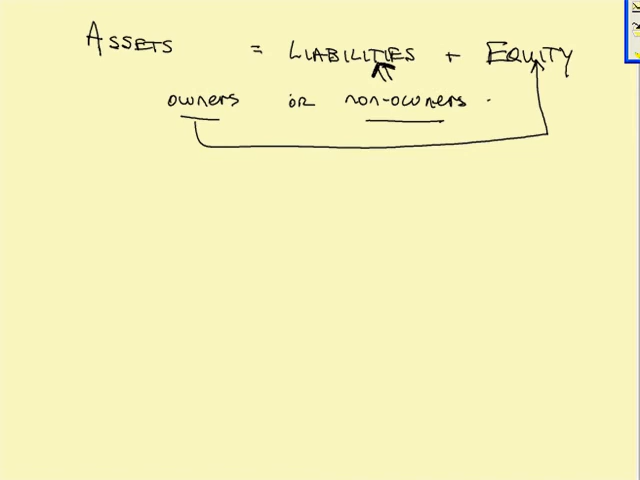 ASSETS = LIABILITIES + EQUITY
owners or non-owners .